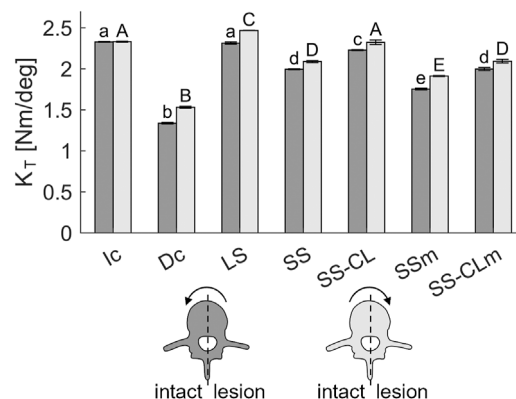 K_T [Nm/deg]
2.5
2
1.5
1
0.5
0
a A
b B
a C
d D
c A
e E
d D
Ic
Dc
LS
SS
SS-CL
SSm
SS-CLm
intact lesion
intact lesion